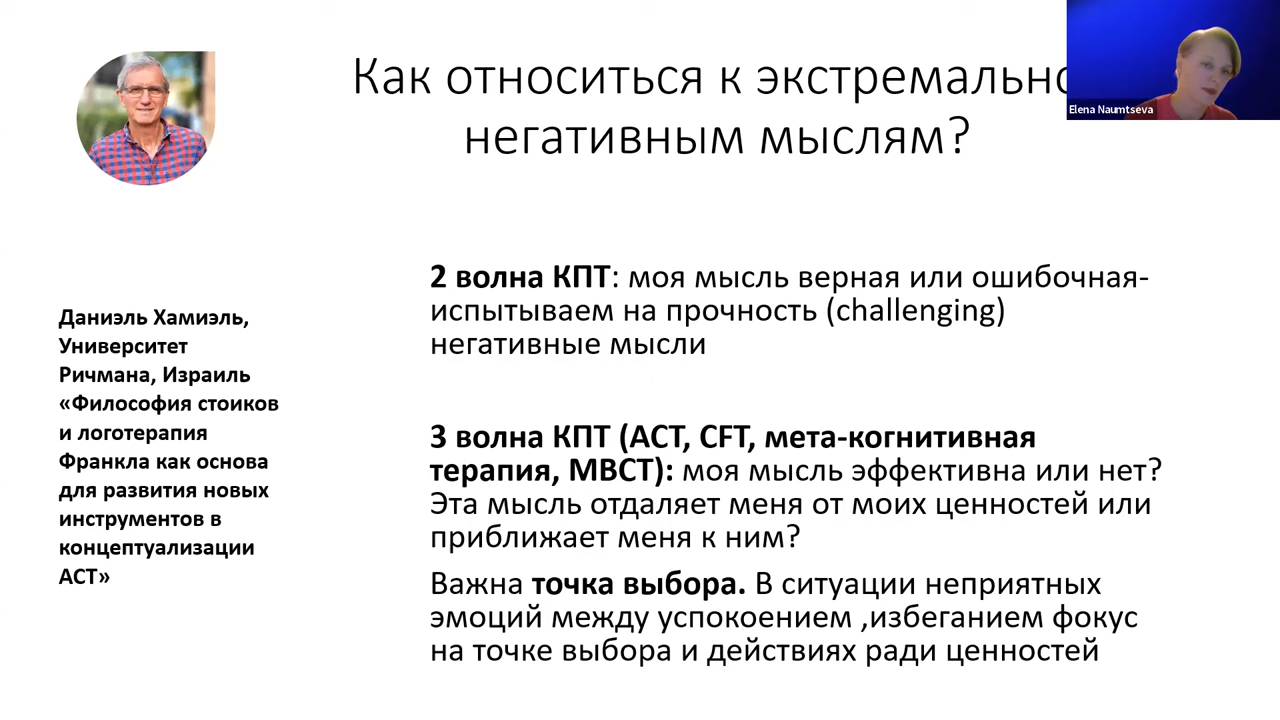 Как относиться к экстремально
негативным мыслям?
Elena Naumtseva
Даниэль Хамиэль,
Университет
Ричмана, Израиль
«Философия стоиков
и логотерапия
Франкла как основа
для развития новых
инструментов в
концептуализации
АСТ»
2 волна КПТ: моя мысль верная или ошибочная-
испытываем на прочность (challenging)
негативные мысли
3 волна КПТ (ACT, CFT, мета-когнитивная
терапия, MBCT): моя мысль эффективна или нет?
Эта мысль отдаляет меня от моих ценностей или
приближает меня к ним?
Важна точка выбора. В ситуации неприятных
эмоций между успокоением ,избеганием фокус
на точке выбора и действиях ради ценностей